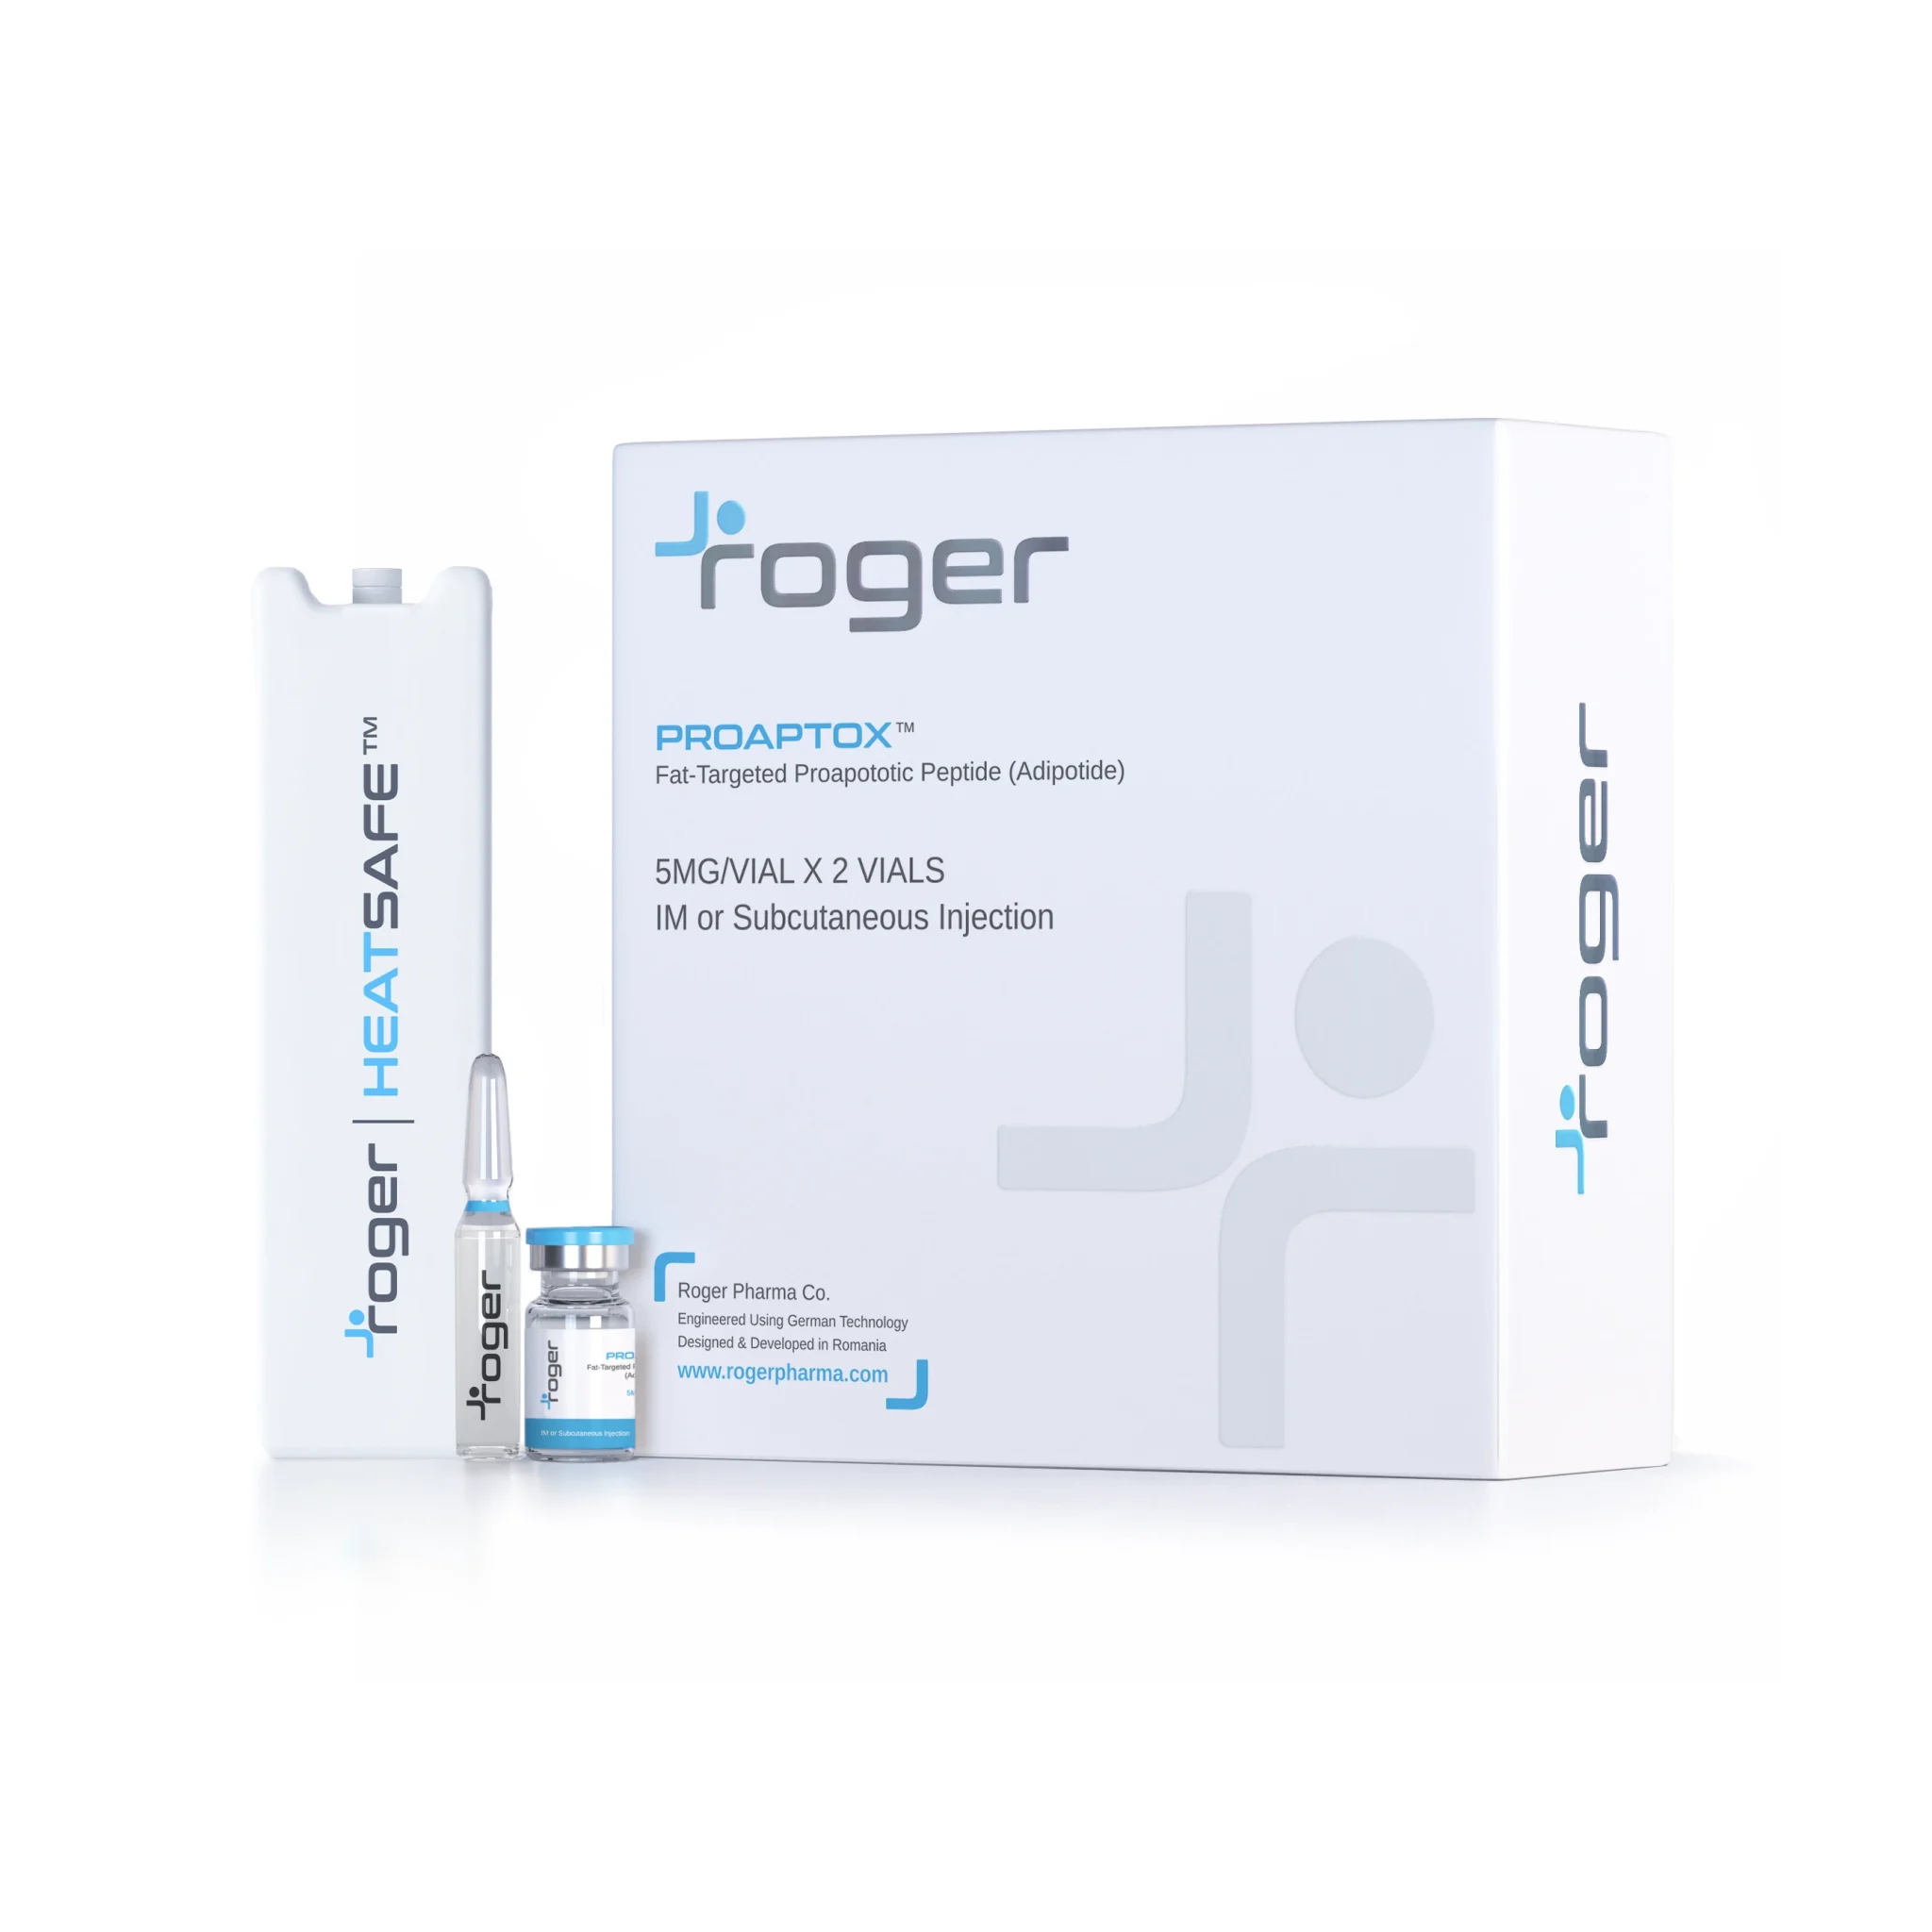 roger
PROAPTOX™
Fat-Targeted Proapototic Peptide (Adipotide)
5MG/VIAL X 2 VIALS
IM or Subcutaneous Injection
Roger Pharma Co.
Engineered Using German Technology
Designed & Developed in Romania
www.rogerpharma.com
roger
roger | HEATSAFE™
roger
roger
PRO
Fat-Targeted
IM or Subcutaneous Injection